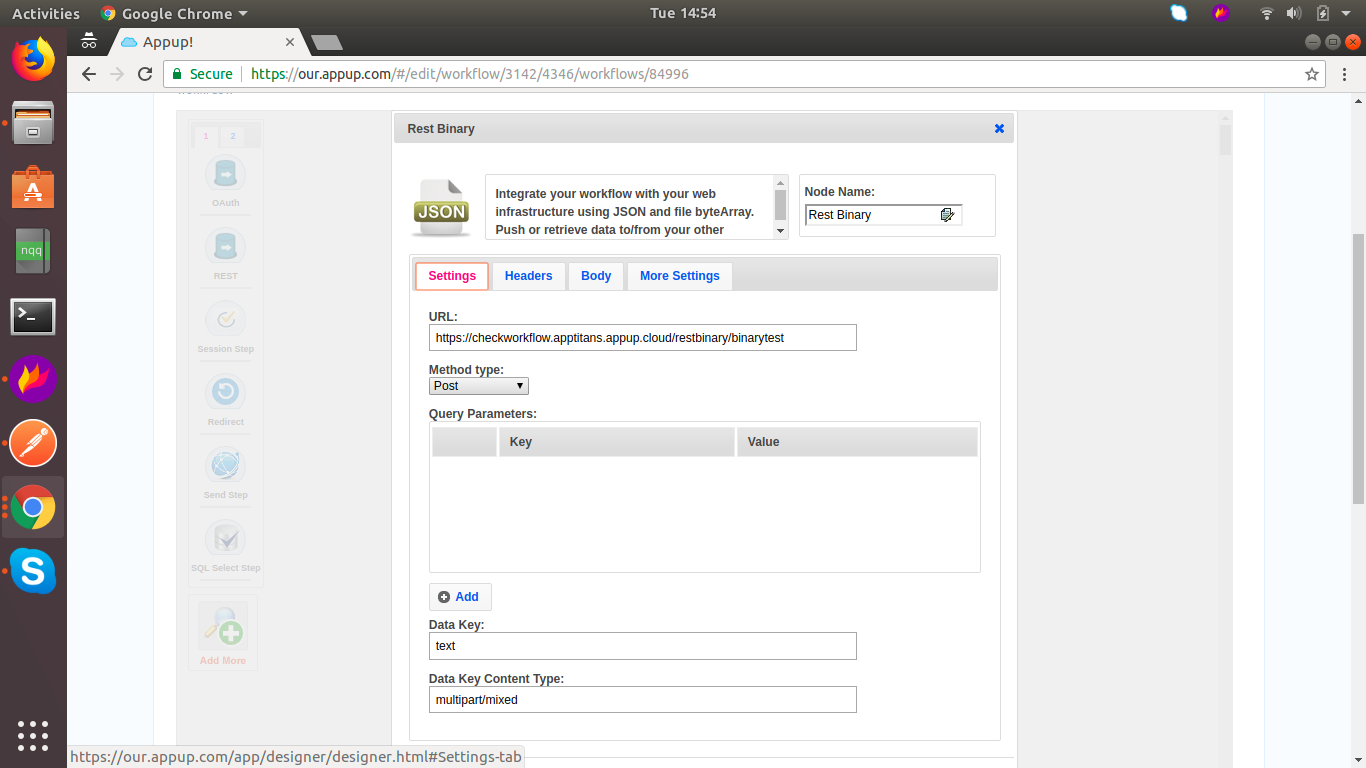 Activities Google Chrome Tue 14:54
Appup!
Secure https://our.appup.com/#/edit/workflow/3142/4346/workflows/84996
Rest Binary
1 2
OAuth
REST
Session Step
Redirect
Send Step
SQL Select Step
Add More
nqq
JSON
Integrate your workflow with your web
infrastructure using JSON and file byteArray.
Push or retrieve data to/from your other
Node Name:
Rest Binary
Settings Headers Body More Settings
URL:
https://checkworkflow.apptitans.appup.cloud/restbinary/binarytest
Method type:
Post
Query Parameters:
Key Value
Add
Data Key:
text
Data Key Content Type:
multipart/mixed
https://our.appup.com/app/designer/designer.html#Settings-tab